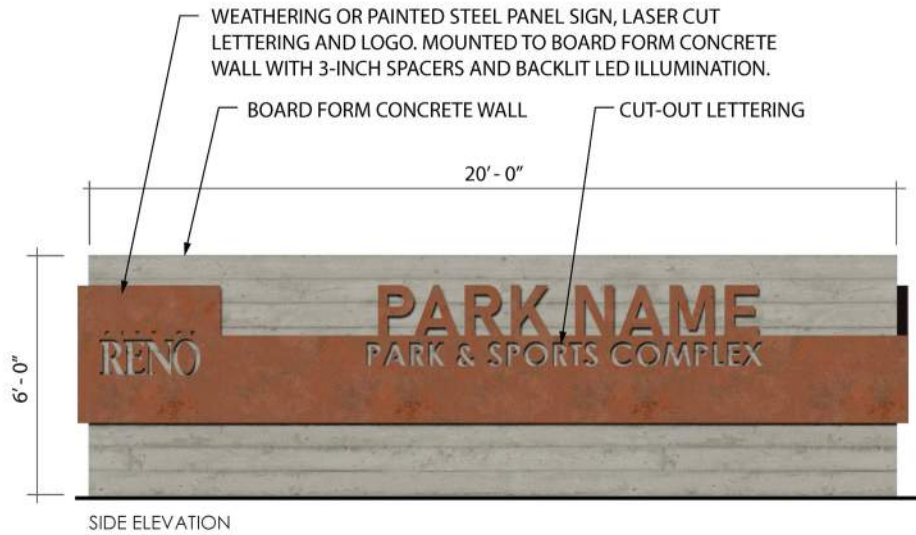 WEATHERING OR PAINTED STEEL PANEL SIGN, LASER CUT
LETTERING AND LOGO. MOUNTED TO BOARD FORM CONCRETE
WALL WITH 3-INCH SPACERS AND BACKLIT LED ILLUMINATION.
BOARD FORM CONCRETE WALL
CUT-OUT LETTERING
20' - 0"
6' - 0"
PARK NAME
PARK & SPORTS COMPLEX
RENO
SIDE ELEVATION